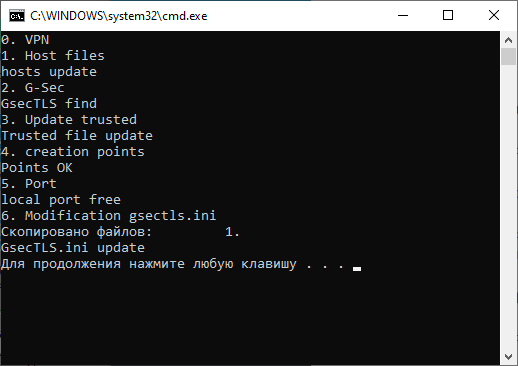 C:\WINDOWS\system32\cmd.exe
0. VPN
1. Host files
hosts update
2. G-Sec
GsecTLS find
3. Update trusted
Trusted file update
4. creation points
Points OK
5. Port
local port free
6. Modification gsectls.ini
Скопировано файлов:         1.
GsecTLS.ini update
Для продолжения нажмите любую клавишу . . .